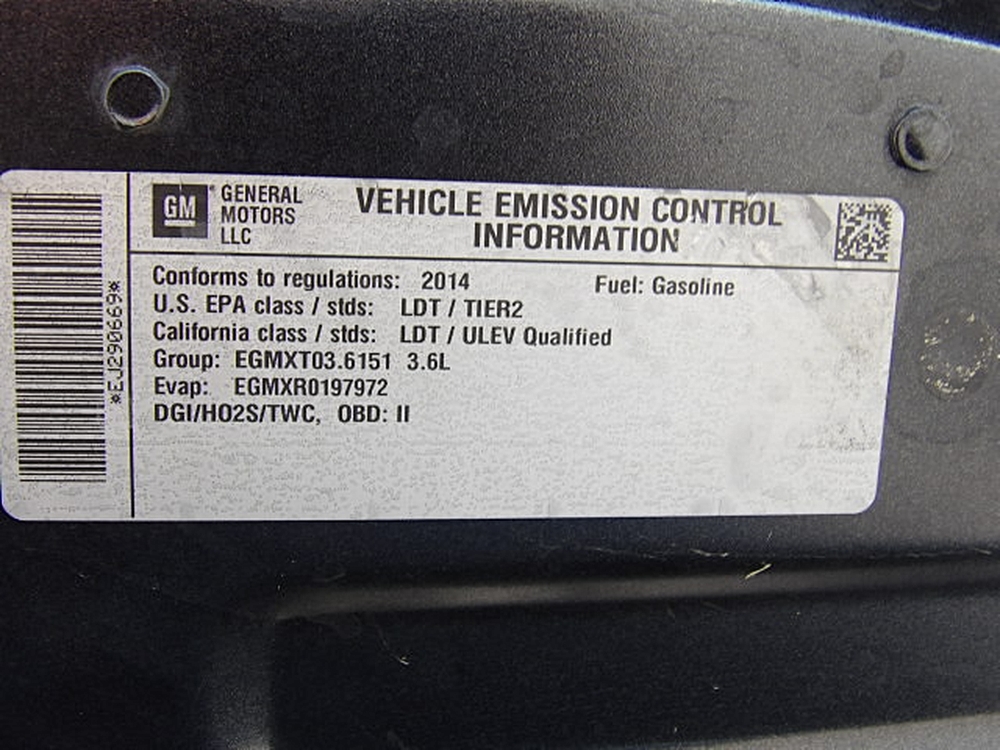 *EJ290669*
GM
GENERAL
MOTORS
LLC
VEHICLE EMISSION CONTROL
INFORMATION
Conforms to regulations: 2014 Fuel: Gasoline
U.S. EPA class / stds: LDT / TIER2
California class / stds: LDT / ULEV Qualified
Group: EGMXT03.6151 3.6L
Evap: EGMXR0197972
DGI/HO2S/TWC, OBD: II